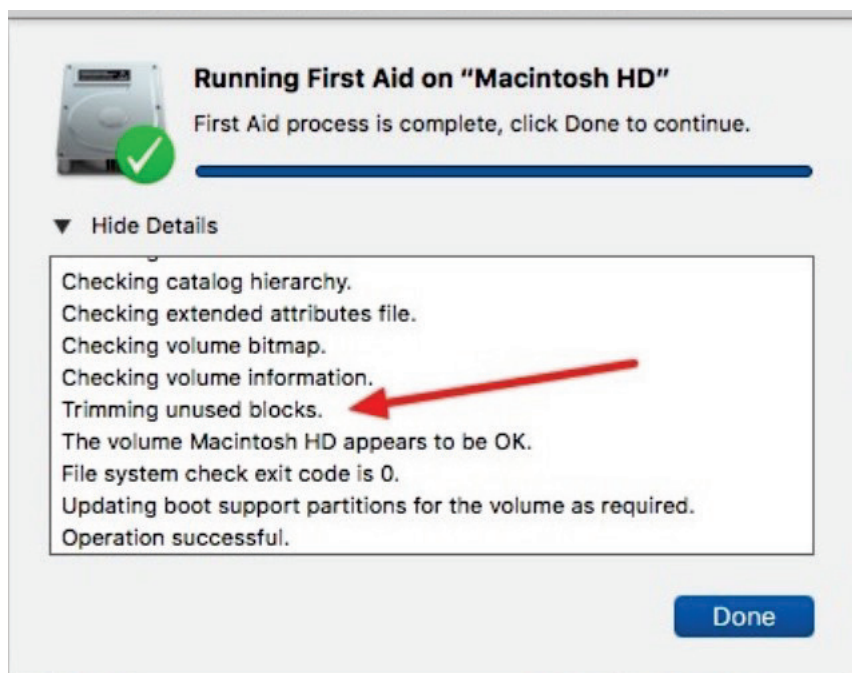 Running First Aid on “Macintosh HD”
First Aid process is complete, click Done to continue.
Hide Details
Checking catalog hierarchy.
Checking extended attributes file.
Checking volume bitmap.
Checking volume information.
Trimming unused blocks.
The volume Macintosh HD appears to be OK.
File system check exit code is 0.
Updating boot support partitions for the volume as required.
Operation successful.
Done